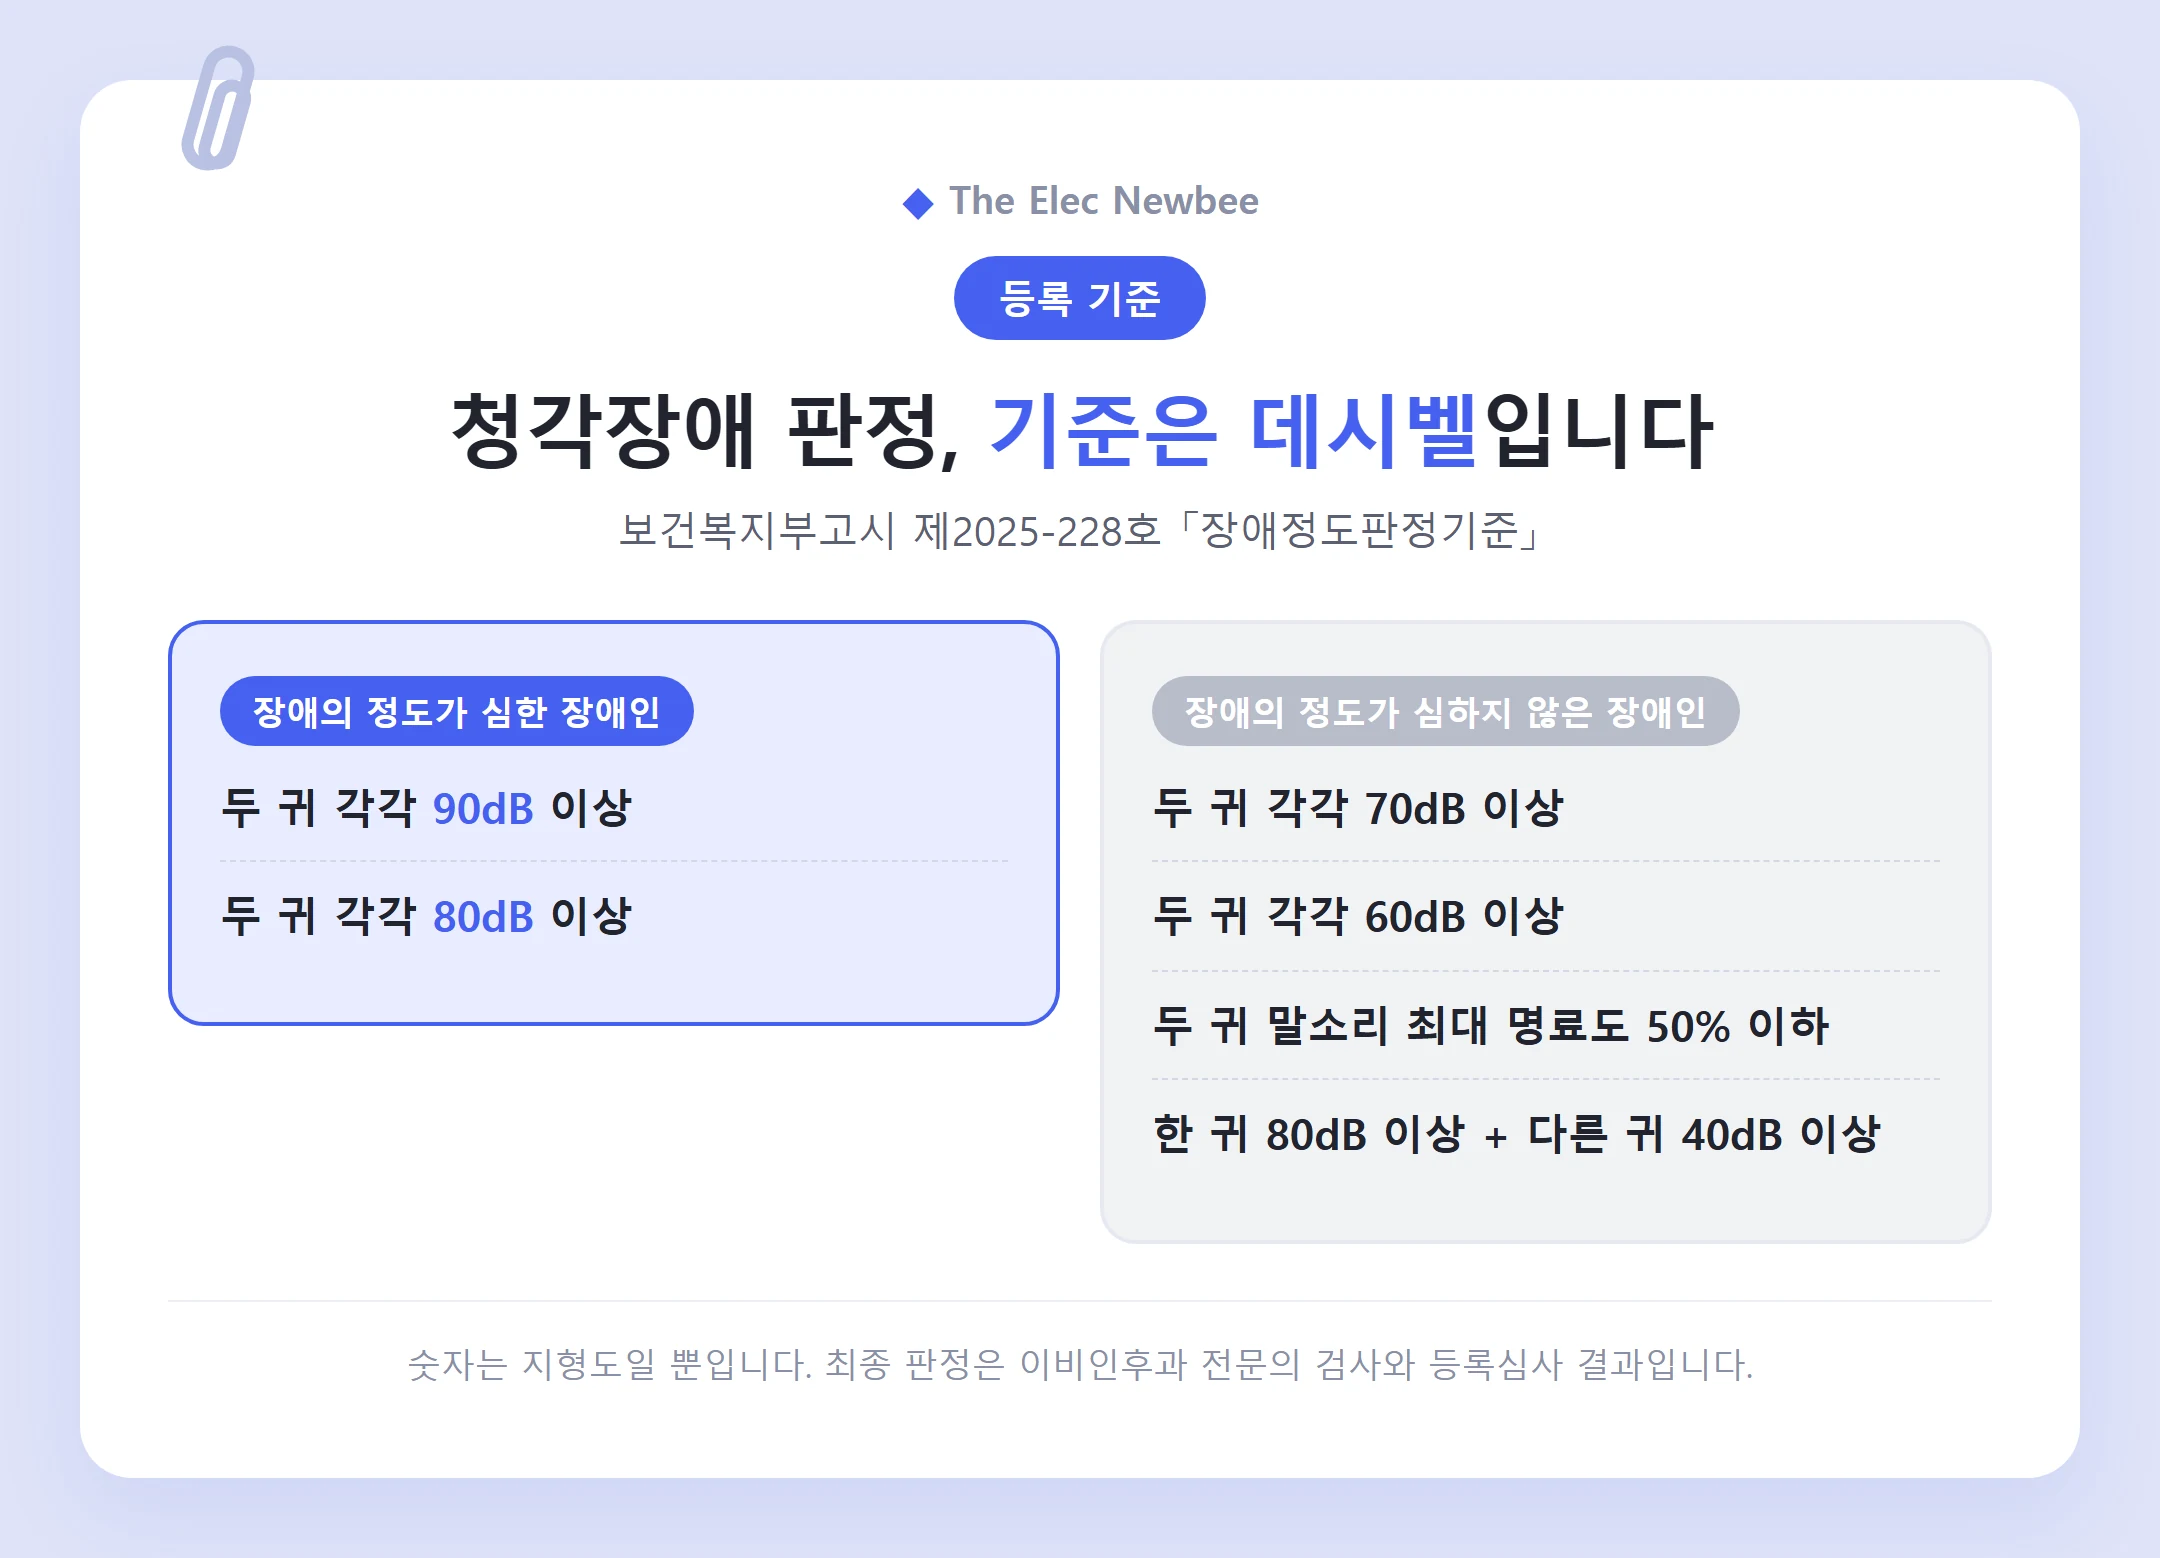 The Elec Newbee
등록 기준
청각장애 판정, 기준은 데시벨입니다
보건복지부고시 제2025-228호「장애정도판정기준」
장애의 정도가 심한 장애인
두 귀 각각 90dB 이상
두 귀 각각 80dB 이상
장애의 정도가 심하지 않은 장애인
두 귀 각각 70dB 이상
두 귀 각각 60dB 이상
두 귀 말소리 최대 명료도 50% 이하
한 귀 80dB 이상 + 다른 귀 40dB 이상
숫자는 지형도일 뿐입니다. 최종 판정은 이비인후과 전문의 검사와 등록심사 결과입니다.